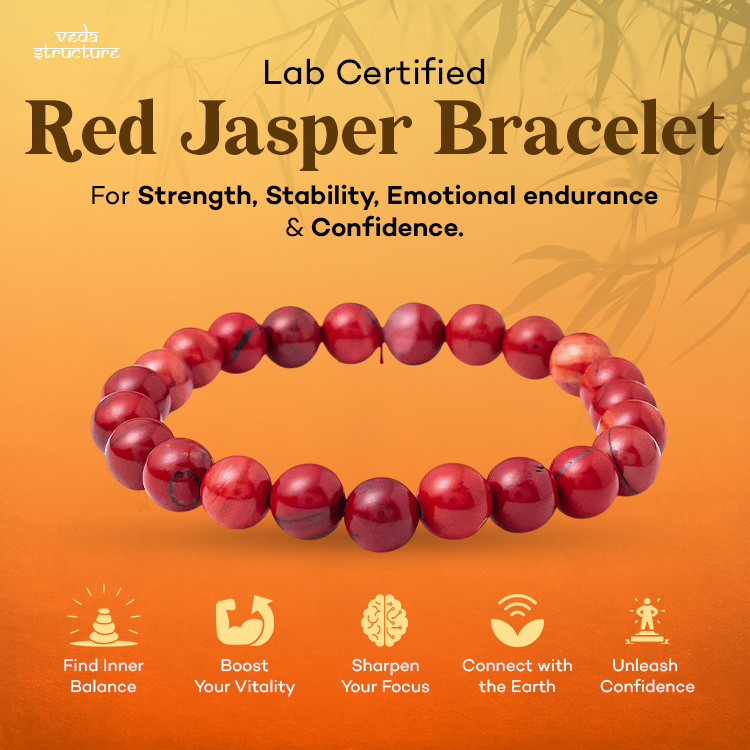 veda
structure
Lab Certified
Red Jasper Bracelet
For Strength, Stability, Emotional endurance
& Confidence.
Find Inner
Balance
Boost
Your Vitality
Sharpen
Your Focus
Connect with
the Earth
Unleash
Confidence